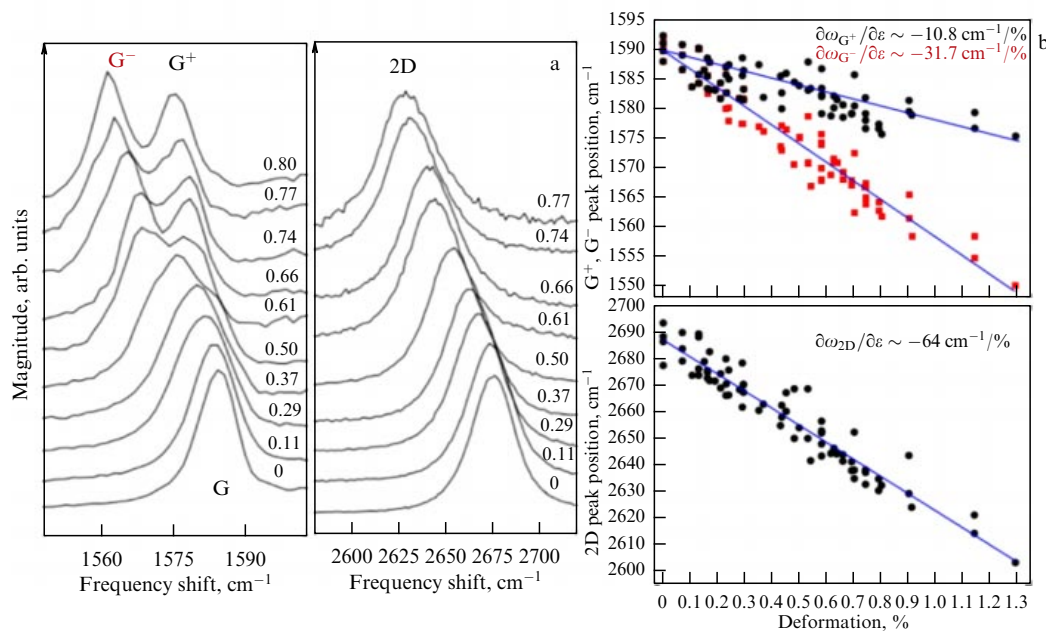 G⁻
G⁺
0.80
0.77
0.74
0.66
0.61
0.50
0.37
0.29
0.11
0
G
1560 1575 1590
Frequency shift, cm⁻¹
Magnitude, arb. units
2D
a
0.77
0.74
0.66
0.61
0.50
0.37
0.29
0.11
0
2600 2625 2650 2675 2700
Frequency shift, cm⁻¹
b
∂ω_G⁺/∂ε ∼ −10.8 cm⁻¹/%
∂ω_G⁻/∂ε ∼ −31.7 cm⁻¹/%
1595
1590
1585
1580
1575
1570
1565
1560
1555
1550
G⁺, G⁻ peak position, cm⁻¹
∂ω_2D/∂ε ∼ −64 cm⁻¹/%
2700
2690
2680
2670
2660
2650
2640
2630
2620
2610
2600
2D peak position, cm⁻¹
0 0.1 0.2 0.3 0.4 0.5 0.6 0.7 0.8 0.9 1.0 1.1 1.2 1.3
Deformation, %